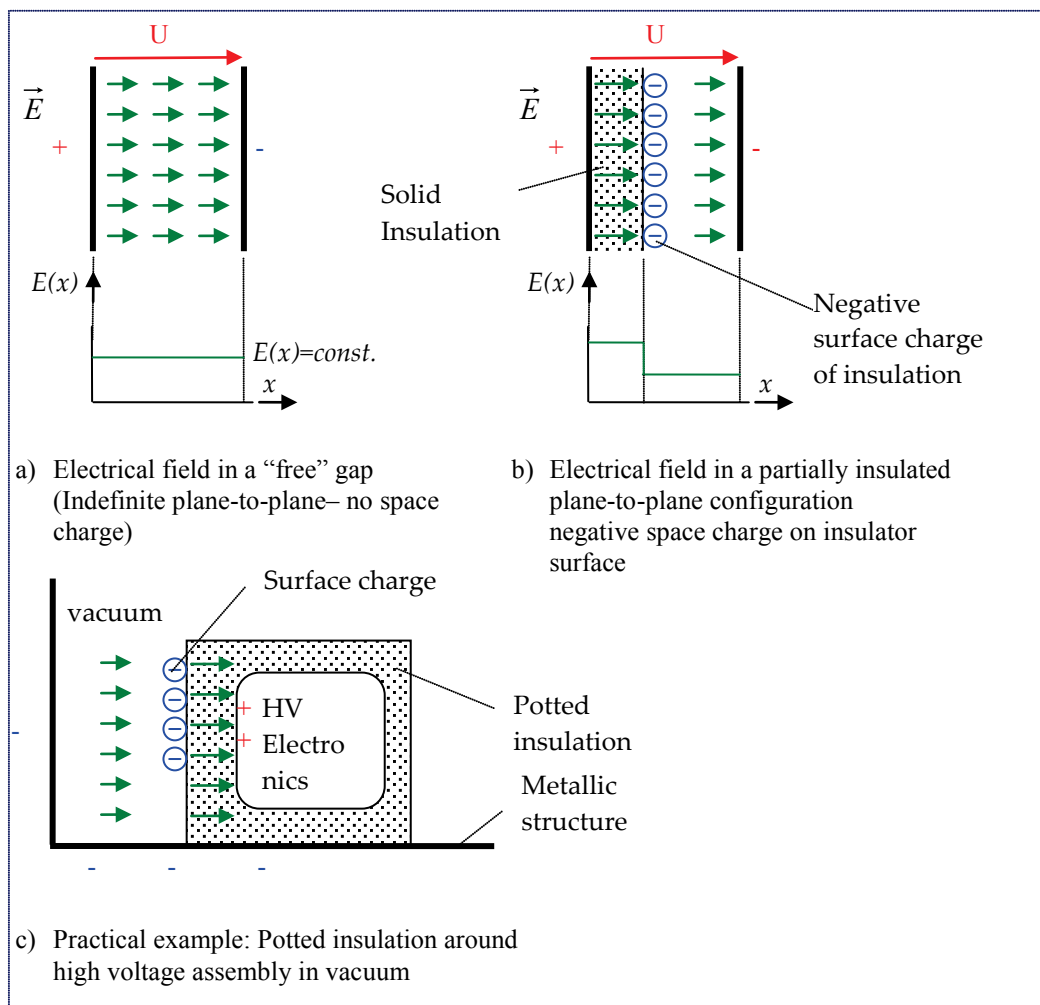 U
E
+
-
E(x)
E(x)=const.
x
U
E
+
-
Solid
Insulation
E(x)
x
Negative
surface charge
of insulation
a) Electrical field in a “free” gap
(Indefinite plane-to-plane– no space
charge)
b) Electrical field in a partially insulated
plane-to-plane configuration
negative space charge on insulator
surface
Surface charge
vacuum
-
+ HV
+ Electro
nics
Potted
insulation
Metallic
structure
- - -
c) Practical example: Potted insulation around
high voltage assembly in vacuum